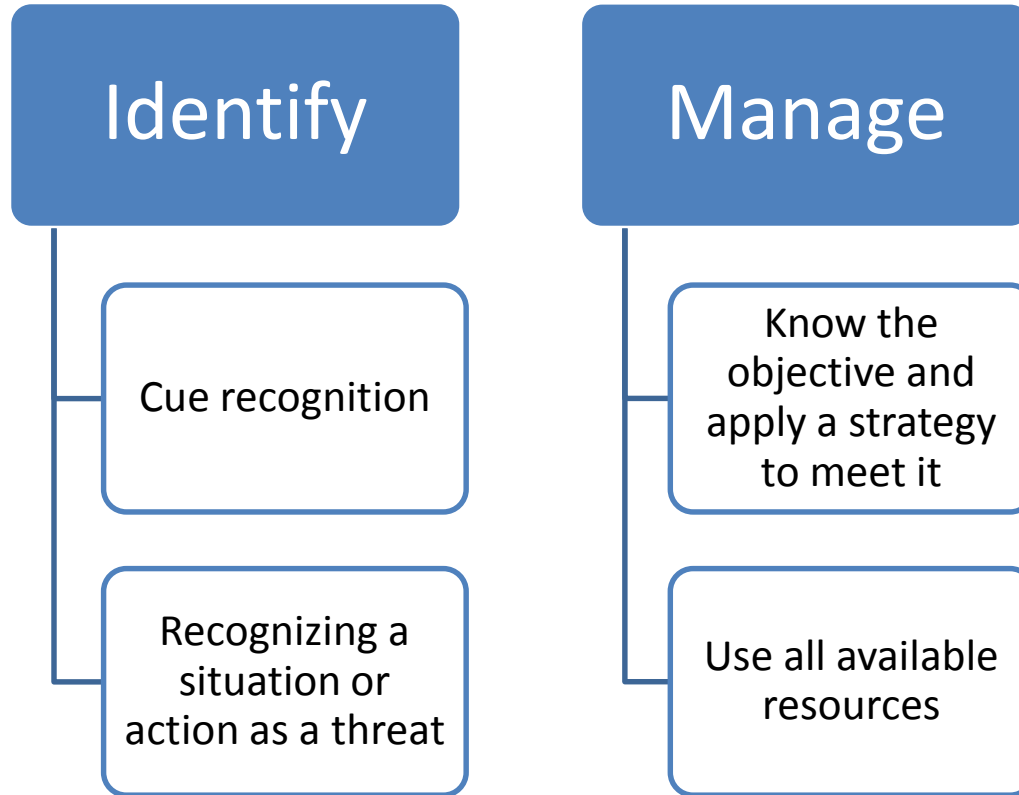 Identify
Cue recognition
Recognizing a
situation or
action as a threat
Manage
Know the
objective and
apply a strategy
to meet it
Use all available
resources